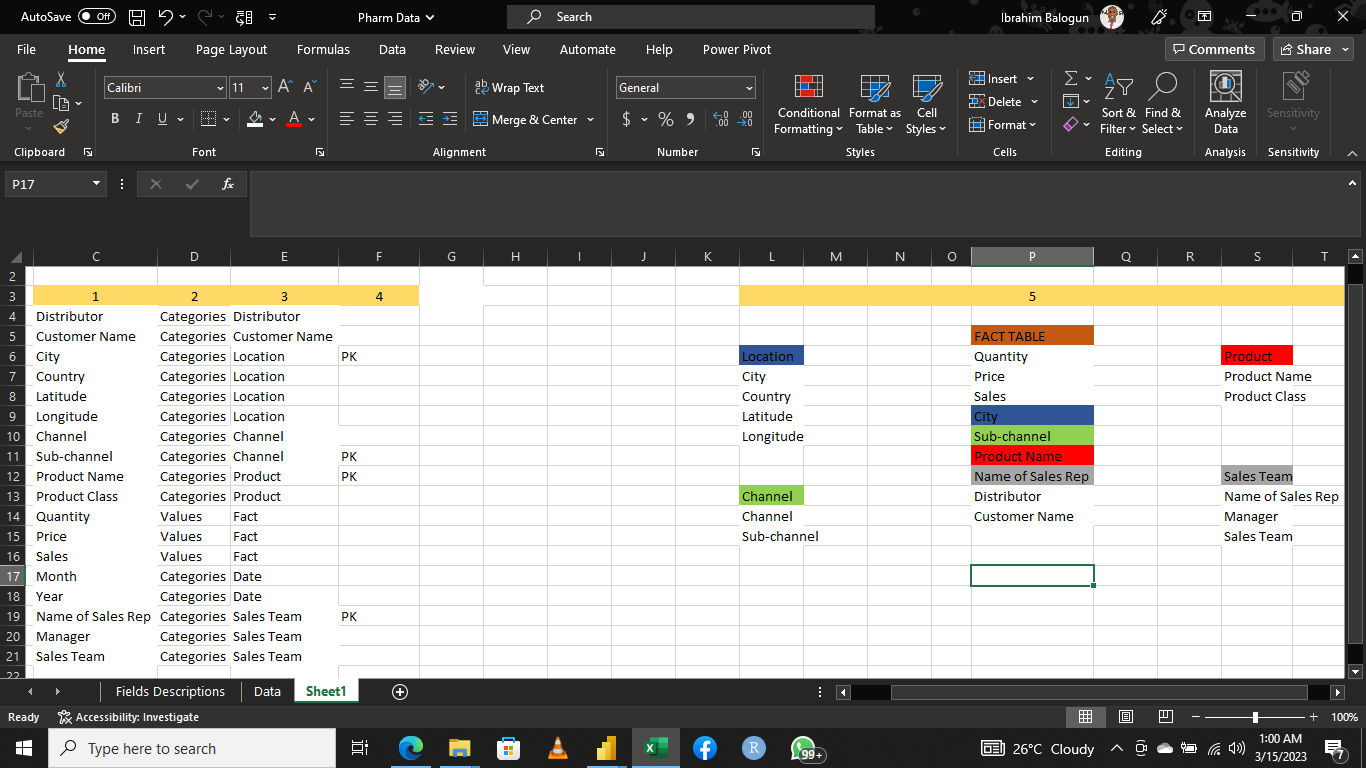 AutoSave Off Pharm Data Search Ibrahim Balogun
File Home Insert Page Layout Formulas Data Review View Automate Help Power Pivot Comments Share
Paste
Clipboard
Calibri 11
B I U A
Font
Wrap Text
Merge & Center
Alignment
General
$ % 9
Number
Conditional Formatting
Format as Table
Cell Styles
Styles
Insert
Delete
Format
Cells
Sort & Filter
Find & Select
Editing
Analyze Data
Analysis
Sensitivity
Sensitivity
P17 fx
C D E F G H I J K L M N O P Q R S T
2
3 1 2 3 4 5
4 Distributor Categories Distributor
5 Customer Name Categories Customer Name FACT TABLE
6 City Categories Location PK Location Quantity Product
7 Country Categories Location City Price Product Name
8 Latitude Categories Location Country Sales Product Class
9 Longitude Categories Location Latitude City
10 Channel Categories Channel Longitude Sub-channel
11 Sub-channel Categories Channel PK Product Name
12 Product Name Categories Product PK Name of Sales Rep Sales Team
13 Product Class Categories Product Channel Distributor Name of Sales Rep
14 Quantity Values Fact Channel Customer Name Manager
15 Price Values Fact Sub-channel Sales Team
16 Sales Values Fact
17 Month Categories Date
18 Year Categories Date
19 Name of Sales Rep Categories Sales Team PK
20 Manager Categories Sales Team
21 Sales Team Categories Sales Team
22
Fields Descriptions Data Sheet1
Ready Accessibility: Investigate 100%
Type here to search 99+ 26°C Cloudy 1:00 AM
3/15/2023 7